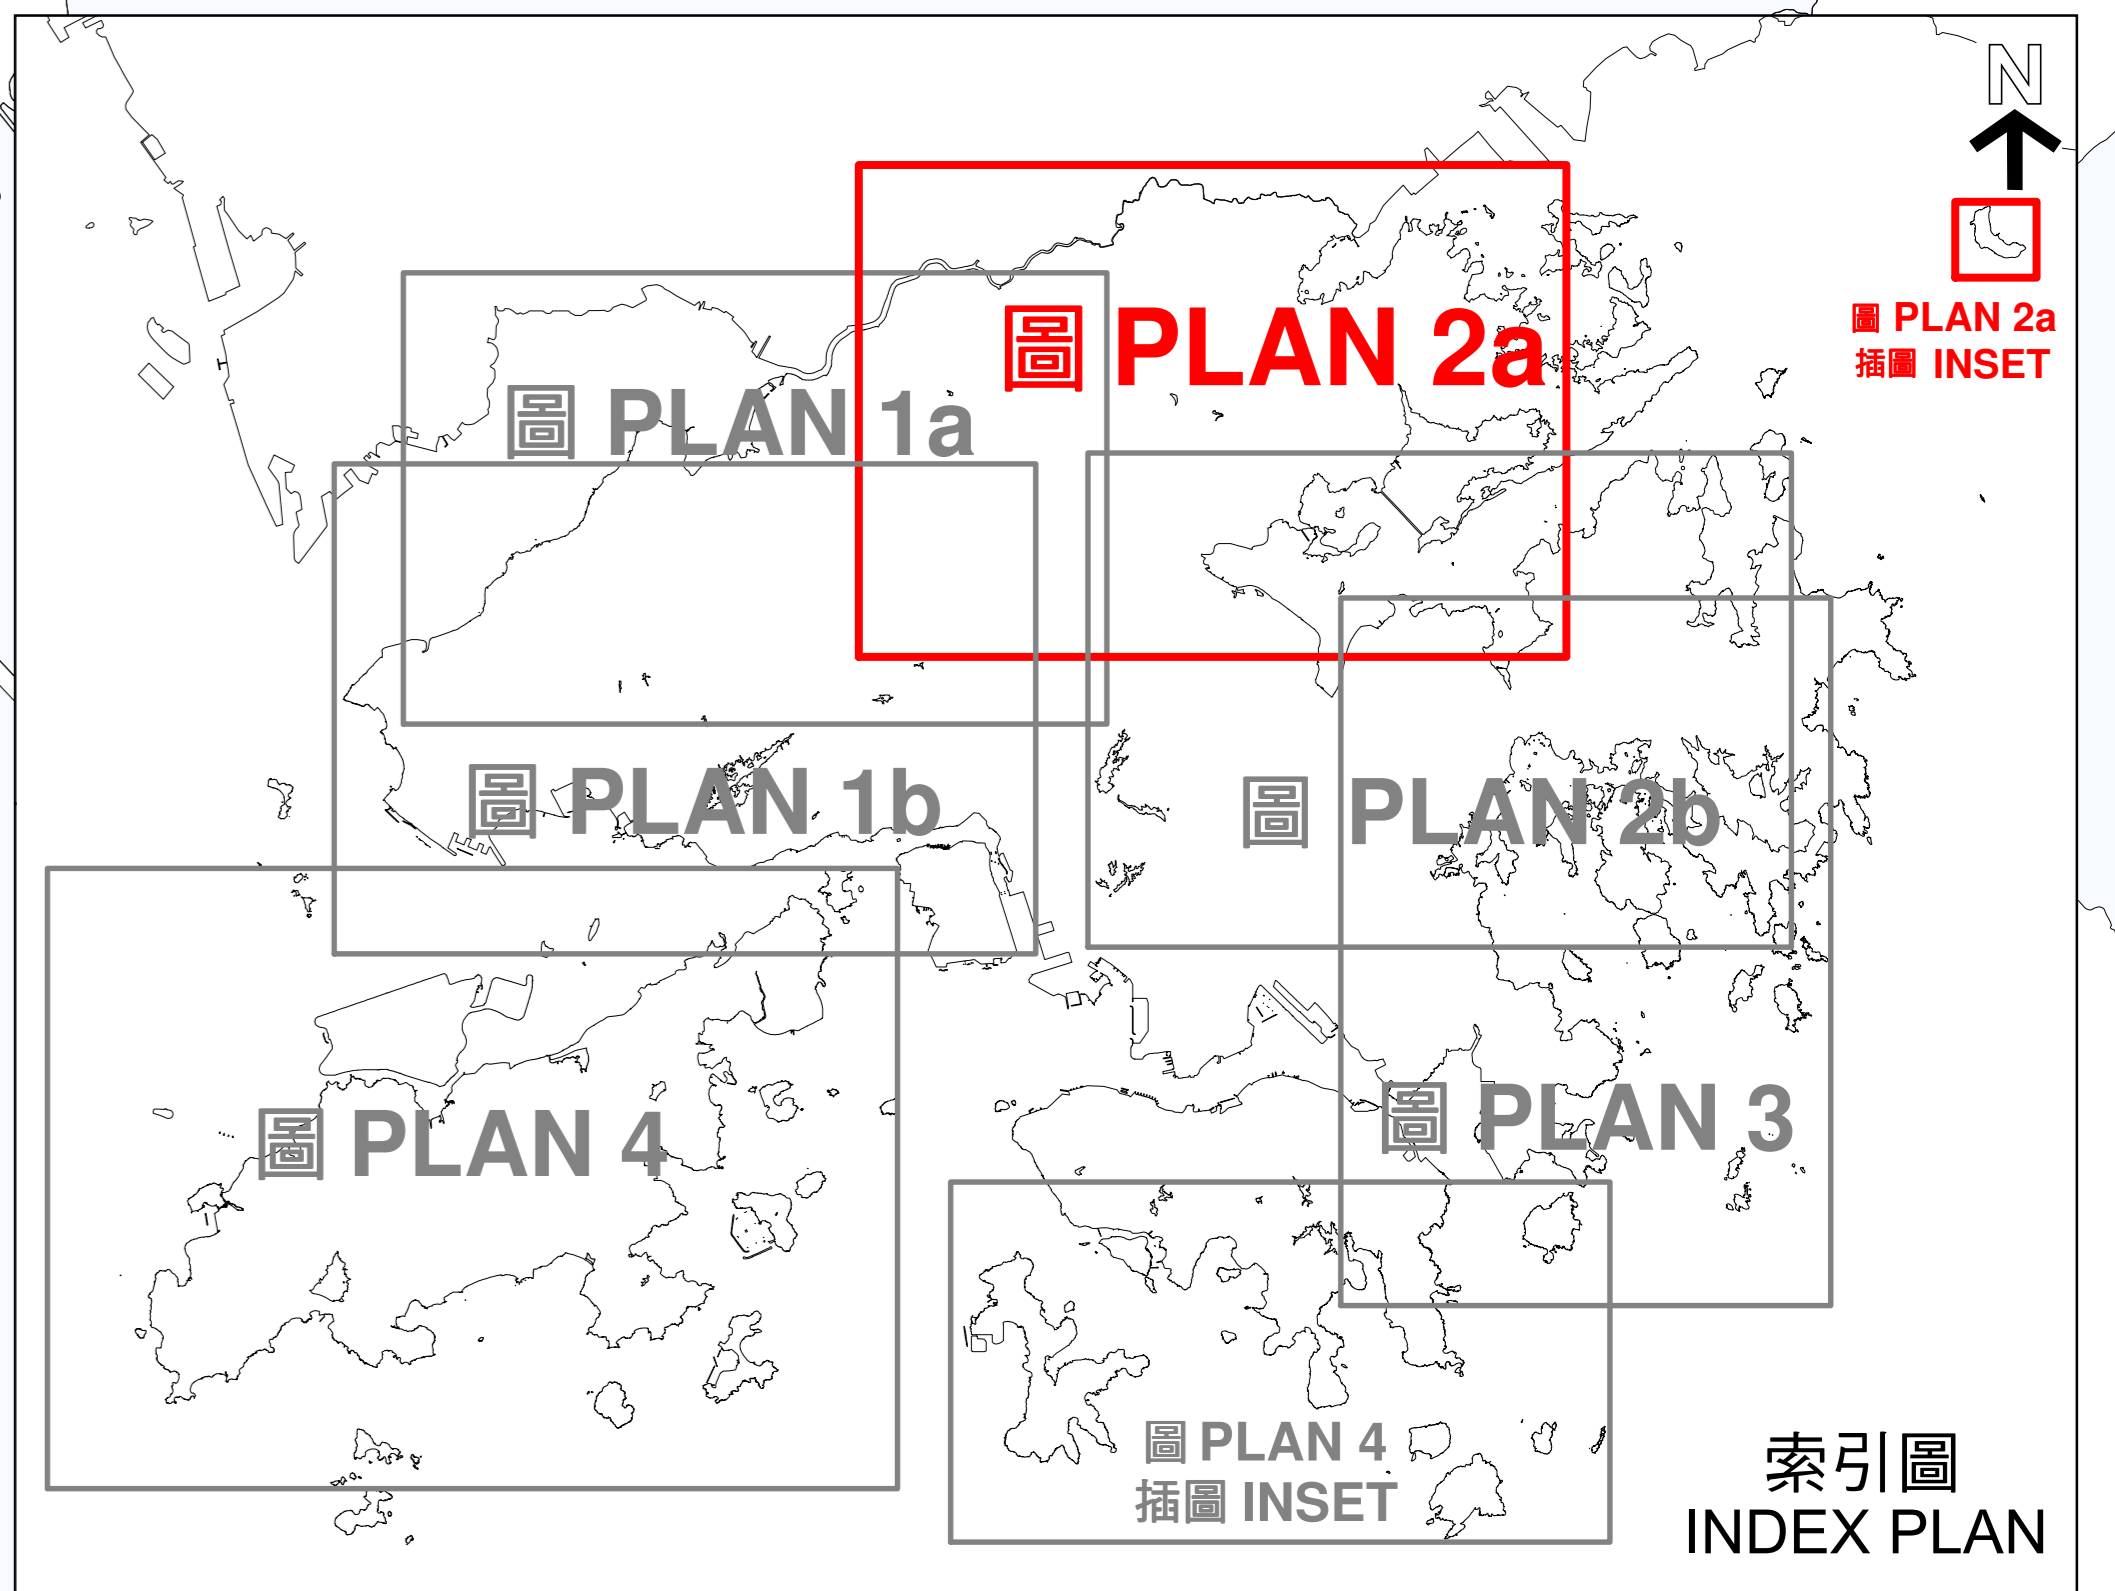 N
圖 PLAN 2a
圖 PLAN 2a
插圖 INSET
圖 PLAN 1a
圖 PLAN 1b
圖 PLAN 2b
圖 PLAN 4
圖 PLAN 3
圖 PLAN 4
插圖 INSET
索引圖
INDEX PLAN